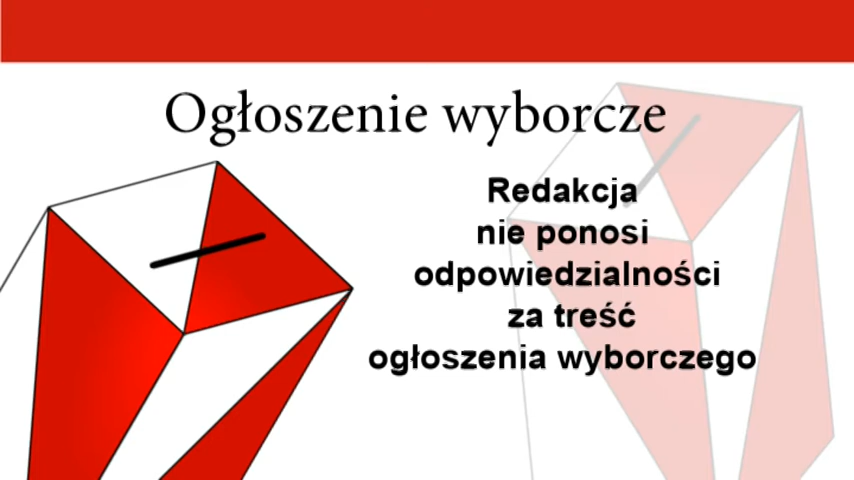 Ogłoszenie wyborcze
Redakcja
nie ponosi
odpowiedzialności
za treść
ogłoszenia wyborczego